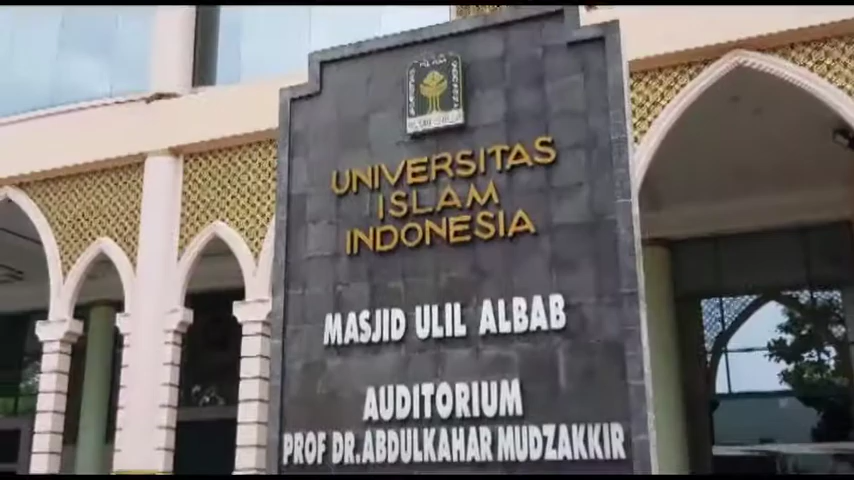 UNIVERSITAS
ISLAM
INDONESIA
MASJID ULIL ALBAB
AUDITORIUM
PROF DR.ABDULKAHAR MUDZAKKIR